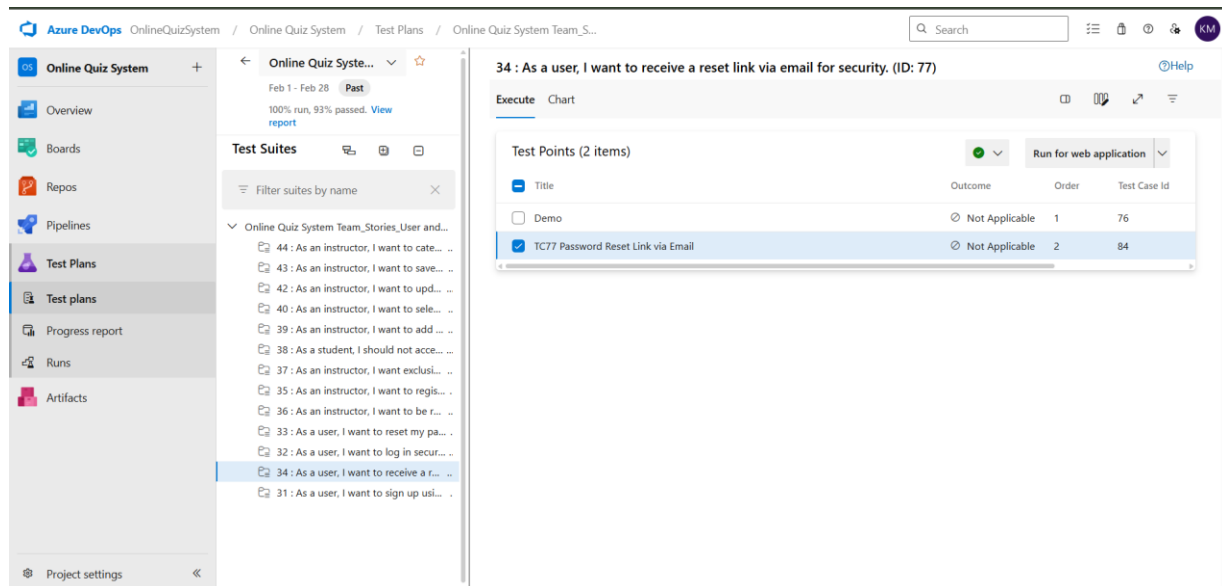 Azure DevOps OnlineQuizSystem / Online Quiz System / Test Plans / Online Quiz System Team_S...
Search
KM
OS Online Quiz System +
Overview
Boards
Repos
Pipelines
Test Plans
Test plans
Progress report
Runs
Artifacts
Project settings
Online Quiz Syste...
Feb 1 - Feb 28 Past
100% run, 93% passed. View
report
Test Suites
Filter suites by name
Online Quiz System Team_Stories_User and...
44 : As an instructor, I want to cate... ..
43 : As an instructor, I want to save... ..
42 : As an instructor, I want to upd... ..
40 : As an instructor, I want to sele... ..
39 : As an instructor, I want to add ... ..
38 : As a student, I should not acce... ...
37 : As an instructor, I want exclusi... ..
35 : As an instructor, I want to regis... .
36 : As an instructor, I want to be r... ..
33 : As a user, I want to reset my pa... .
32 : As a user, I want to log in secur... ..
34 : As a user, I want to receive a r... ..
31 : As a user, I want to sign up usi... .
34 : As a user, I want to receive a reset link via email for security. (ID: 77)
Help
Execute Chart
Test Points (2 items)
Run for web application
Title Outcome Order Test Case Id
Demo Not Applicable 1 76
TC77 Password Reset Link via Email Not Applicable 2 84